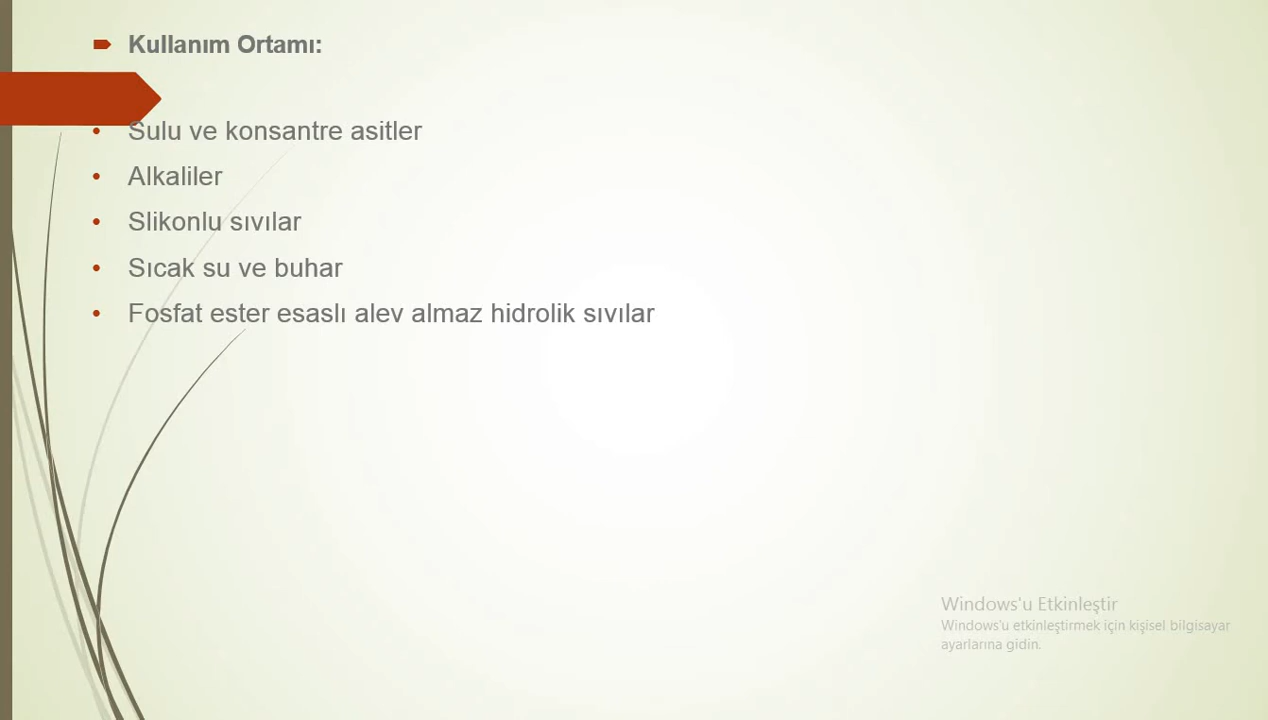 Kullanım Ortamı:
Sulu ve konsantre asitler
Alkaliler
Slikonlu sıvılar
Sıcak su ve buhar
Fosfat ester esaslı alev almaz hidrolik sıvılar
Windows'u Etkinleştir
Windows'u etkinleştirmek için kişisel bilgisayar
ayarlarına gidin.